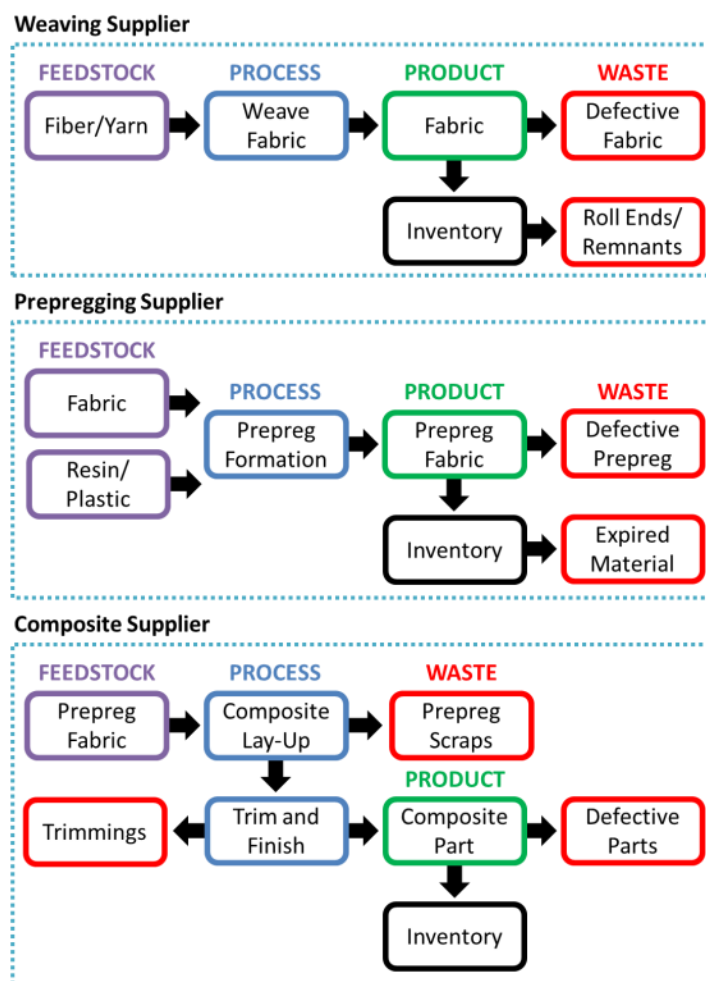 Weaving Supplier
FEEDSTOCK PROCESS PRODUCT WASTE
Fiber/Yarn
Weave
Fabric
Fabric
Defective
Fabric
Inventory
Roll Ends/
Remnants
Prepregging Supplier
FEEDSTOCK
Fabric
PROCESS PRODUCT WASTE
Resin/
Plastic
Prepreg
Formation
Prepreg
Fabric
Defective
Prepreg
Inventory
Expired
Material
Composite Supplier
FEEDSTOCK PROCESS WASTE
Prepreg
Fabric
Composite
Lay-Up
Prepreg
Scraps
PRODUCT
Trimmings
Trim and
Finish
Composite
Part
Defective
Parts
Inventory